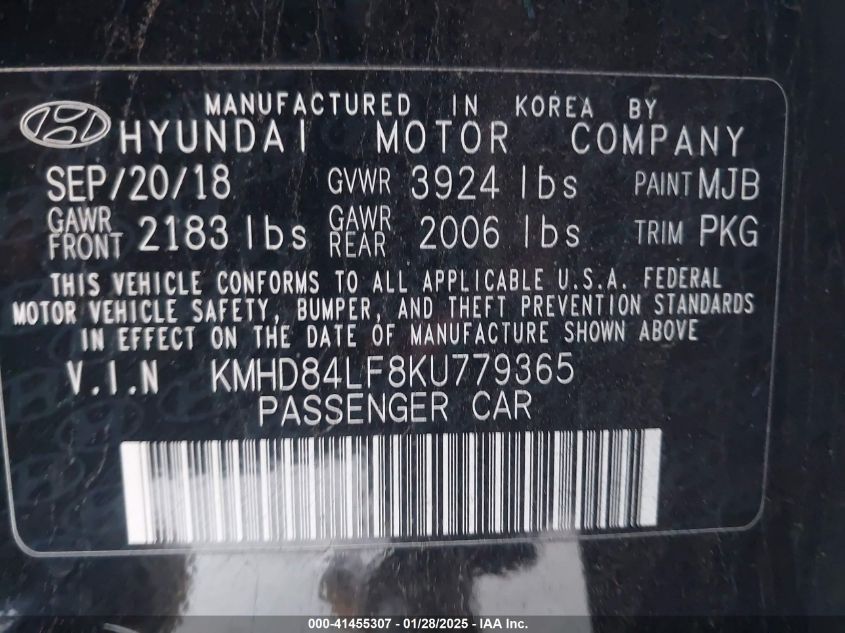 MANUFACTURED IN KOREA BY
HYUNDAI MOTOR COMPANY
SEP/20/18 GVWR 3924 lbs PAINT MJB
GAWR FRONT 2183 lbs GAWR REAR 2006 lbs TRIM PKG
THIS VEHICLE CONFORMS TO ALL APPLICABLE U.S.A. FEDERAL
MOTOR VEHICLE SAFETY, BUMPER, AND THEFT PREVENTION STANDARDS
IN EFFECT ON THE DATE OF MANUFACTURE SHOWN ABOVE
V.I.N KMHD84LF8KU779365
PASSENGER CAR
000-41455307 - 01/28/2025 - IAA Inc.